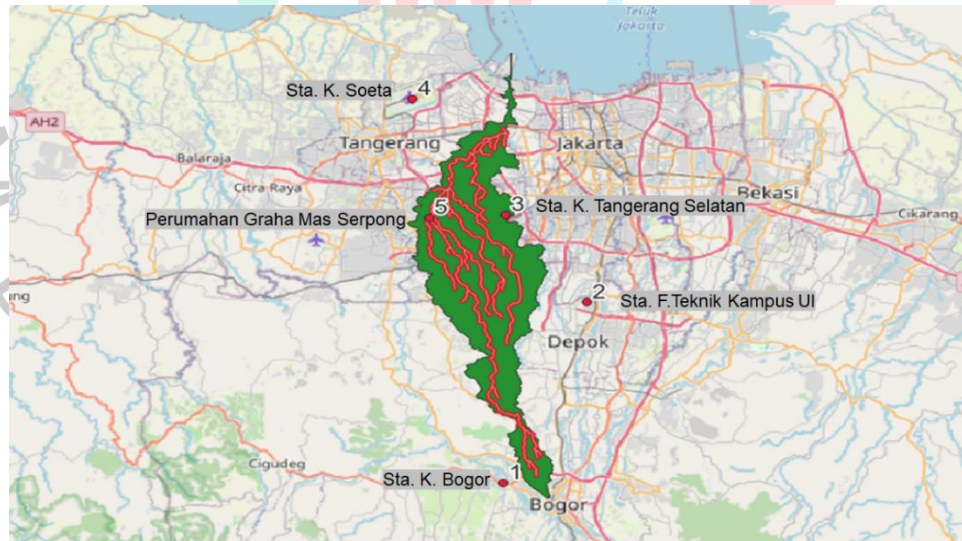 Teluk
Jakarta
Sta. K. Soeta
4
AH2
Tangerang
Jakarta
Balaraja
Citra Raya
Bekasi
Perumahan Graha Mas Serpong
5
3
Sta. K. Tangerang Selatan
Cikarang
ung
2
Sta. F.Teknik Kampus UI
Depok
Cigudeg
Sta. K. Bogor
1
Bogor